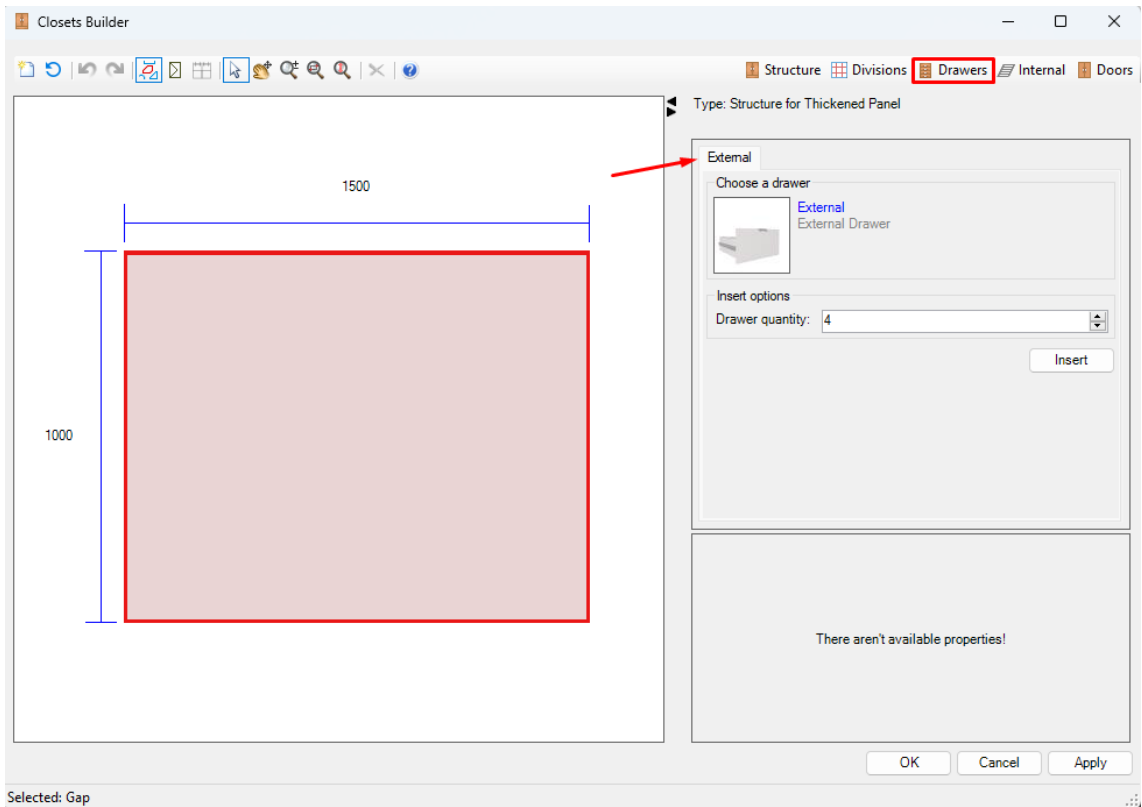 Closets Builder
Structure Divisions Drawers Internal Doors
Type: Structure for Thickened Panel
External
Choose a drawer
External
External Drawer
Insert options
Drawer quantity: 4
Insert
1500
1000
There aren't available properties!
OK Cancel Apply
Selected: Gap